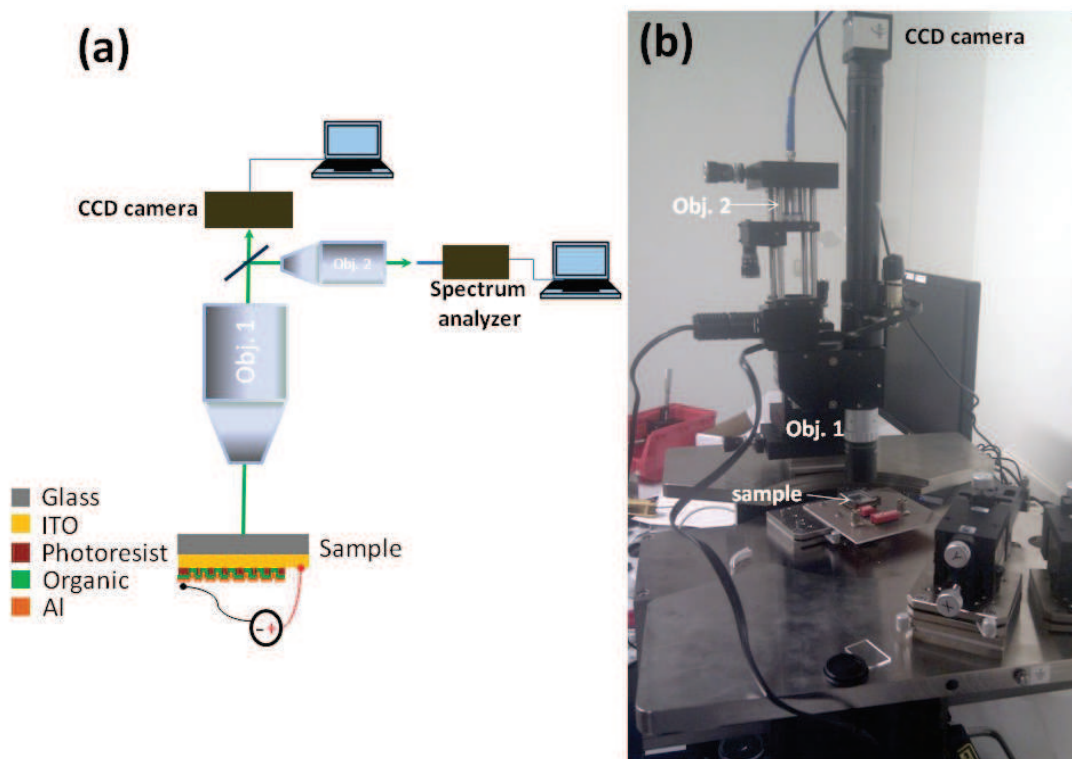 (a)
CCD camera
Obj. 2
Spectrum
analyzer
Obj. 1
Glass
ITO
Photoresist
Organic
Al
Sample
- +
(b)
CCD camera
Obj. 2
Obj. 1
sample